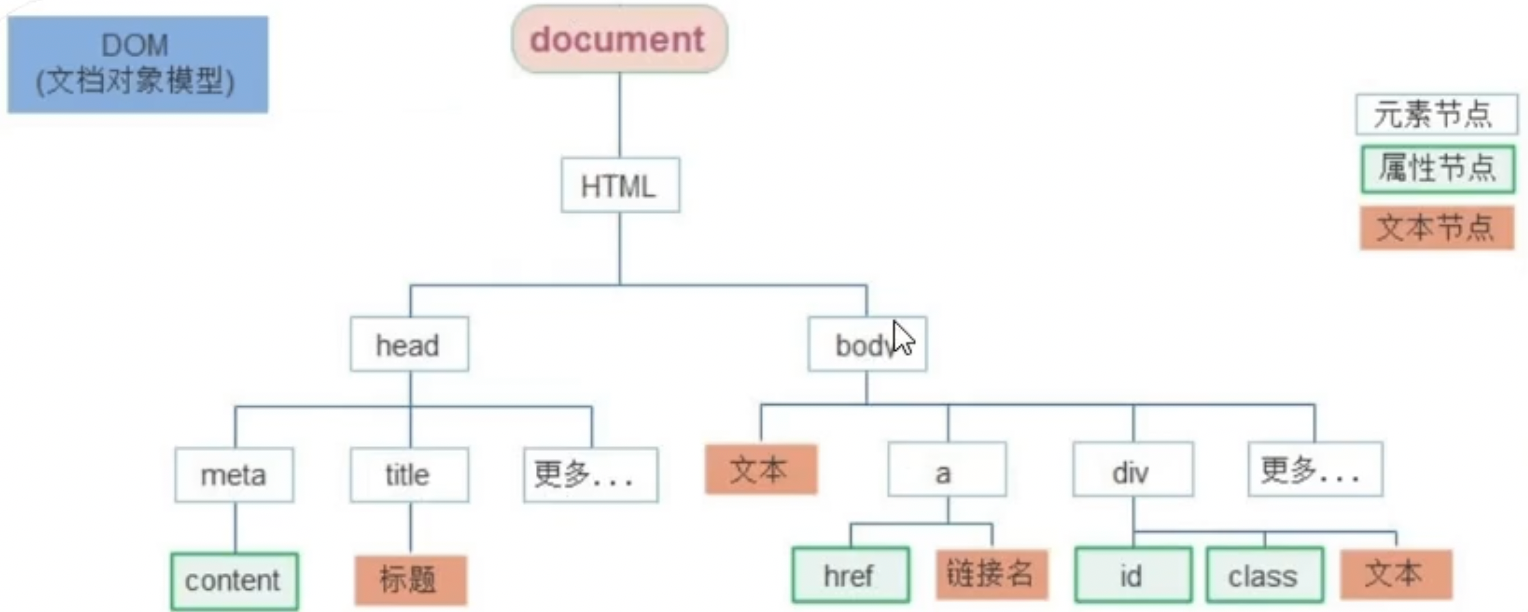 DOM
(文档对象模型)
document
元素节点
属性节点
文本节点
HTML
head
body
meta
title
更多...
文本
a
div
更多...
content
标题
href
链接名
id
class
文本